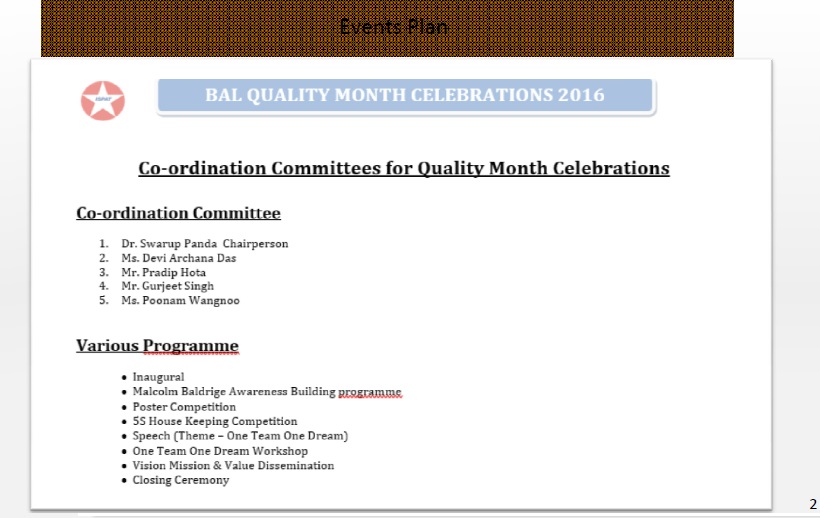 Events Plan
BAL QUALITY MONTH CELEBRATIONS 2016
Co-ordination Committees for Quality Month Celebrations
Co-ordination Committee
1. Dr. Swarup Panda Chairperson
2. Ms. Devi Archana Das
3. Mr. Pradip Hota
4. Mr. Gurjeet Singh
5. Ms. Poonam Wangnoo
Various Programme
• Inaugural
• Malcolm Baldrige Awareness Building programme
• Poster Competition
• 5S House Keeping Competition
• Speech (Theme – One Team One Dream)
• One Team One Dream Workshop
• Vision Mission & Value Dissemination
• Closing Ceremony
2